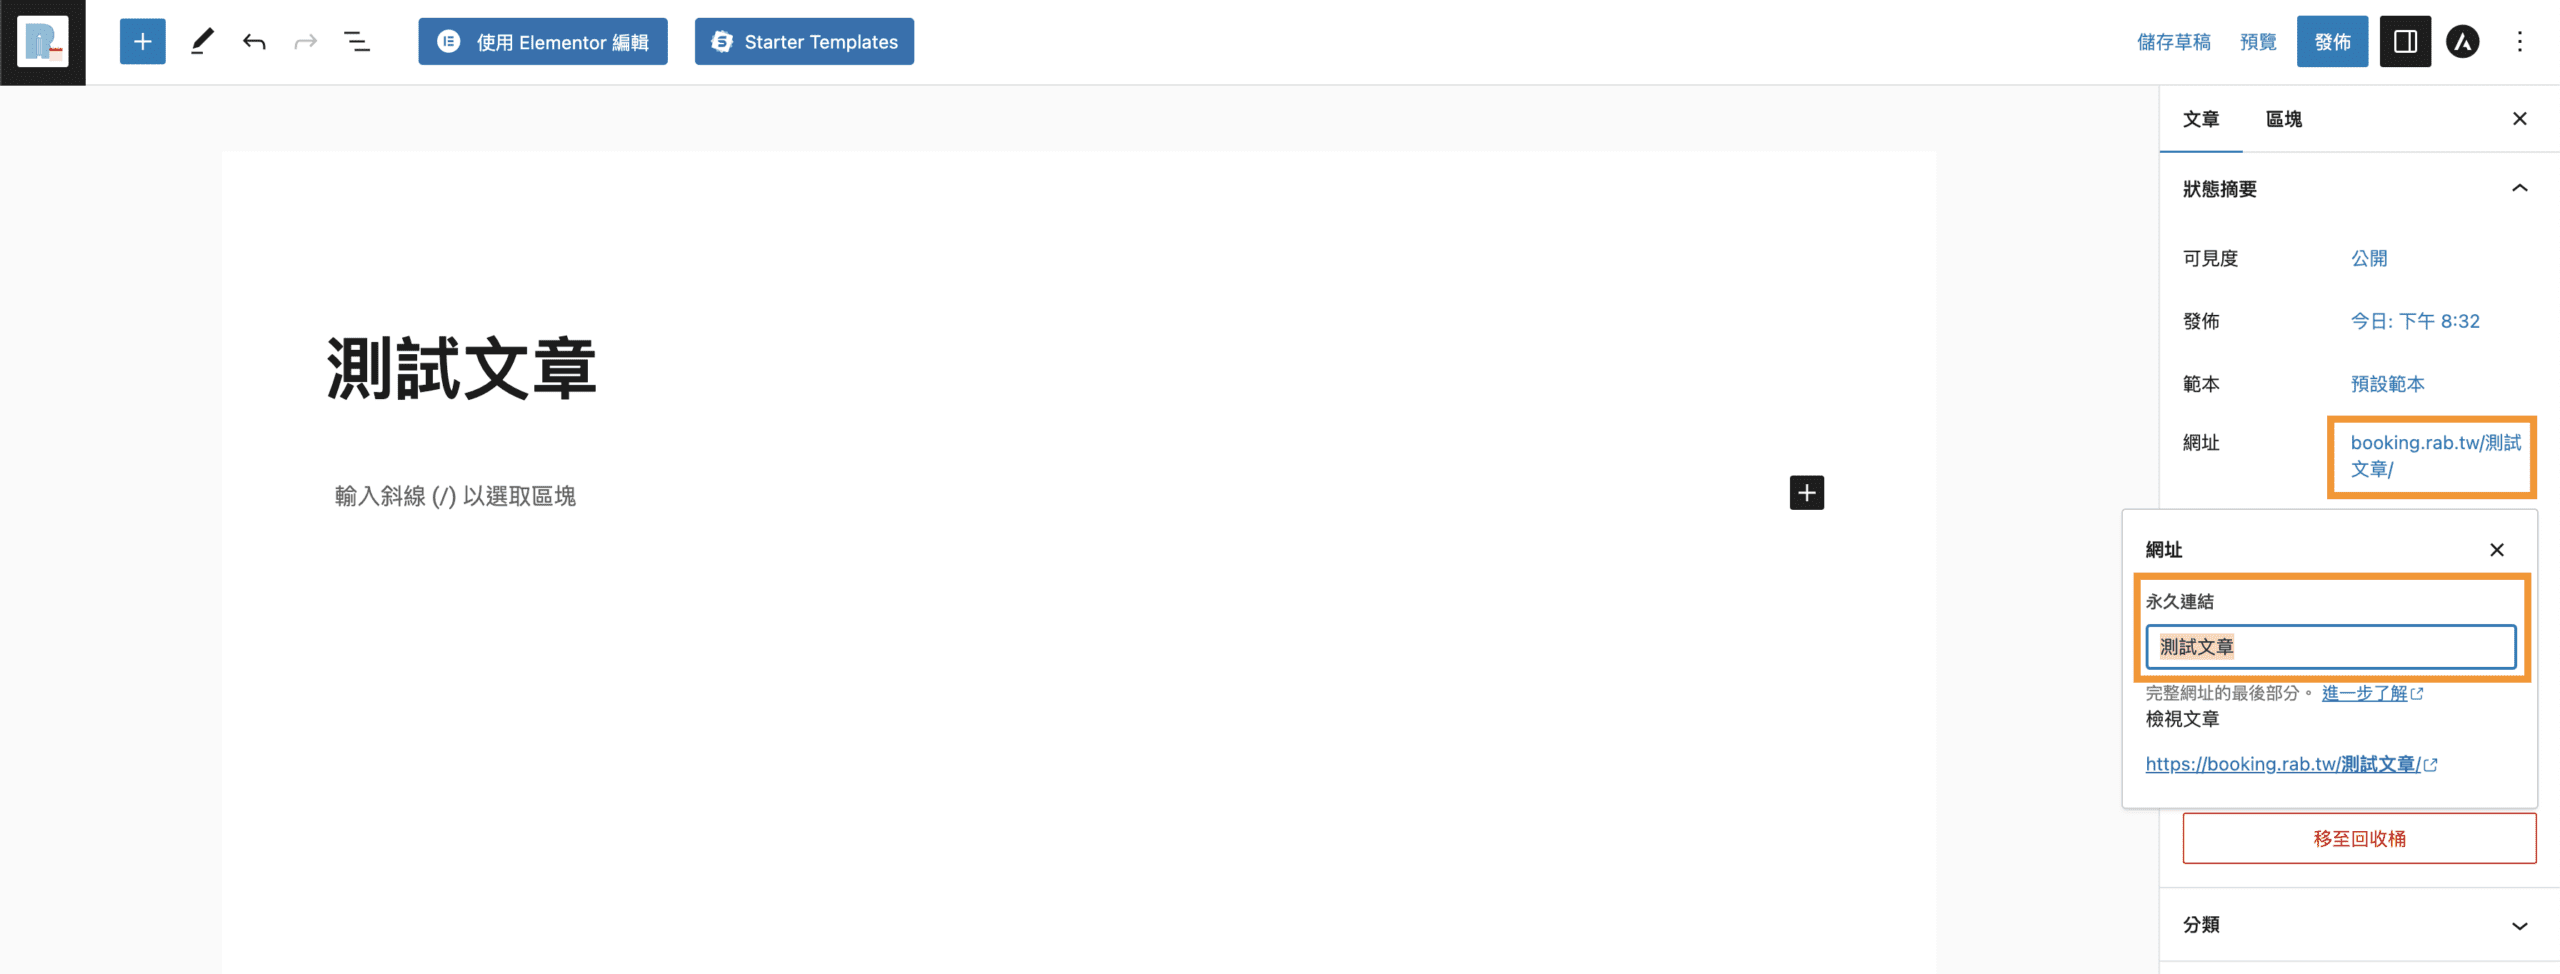 使用 Elementor 編輯
Starter Templates
儲存草稿
預覽
發佈
文章
區塊
狀態摘要
可見度
公開
發佈
今日: 下午 8:32
範本
預設範本
網址
booking.rab.tw/測試
文章/
測試文章
輸入斜線 (/) 以選取區塊
網址
永久連結
測試文章
完整網址的最後部分。 進一步了解
檢視文章
https://booking.rab.tw/測試文章/
移至回收桶
分類